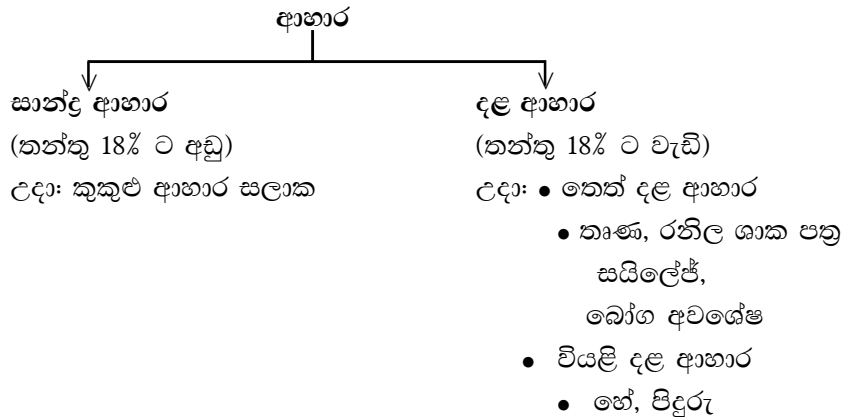 ආහාර
සාන්ද්‍ර ආහාර
(තන්තු 18% ට අඩු)
උදා: කුකුළු ආහාර සලාක
දළ ආහාර
(තන්තු 18% ට වැඩි)
උදා: ● තෙත් දළ ආහාර
● තෘණ, රනිල ශාක පත්‍ර
සයිලේජ්,
බෝග අවශේෂ
● වියළි දළ ආහාර
● හේ, පිදුරු